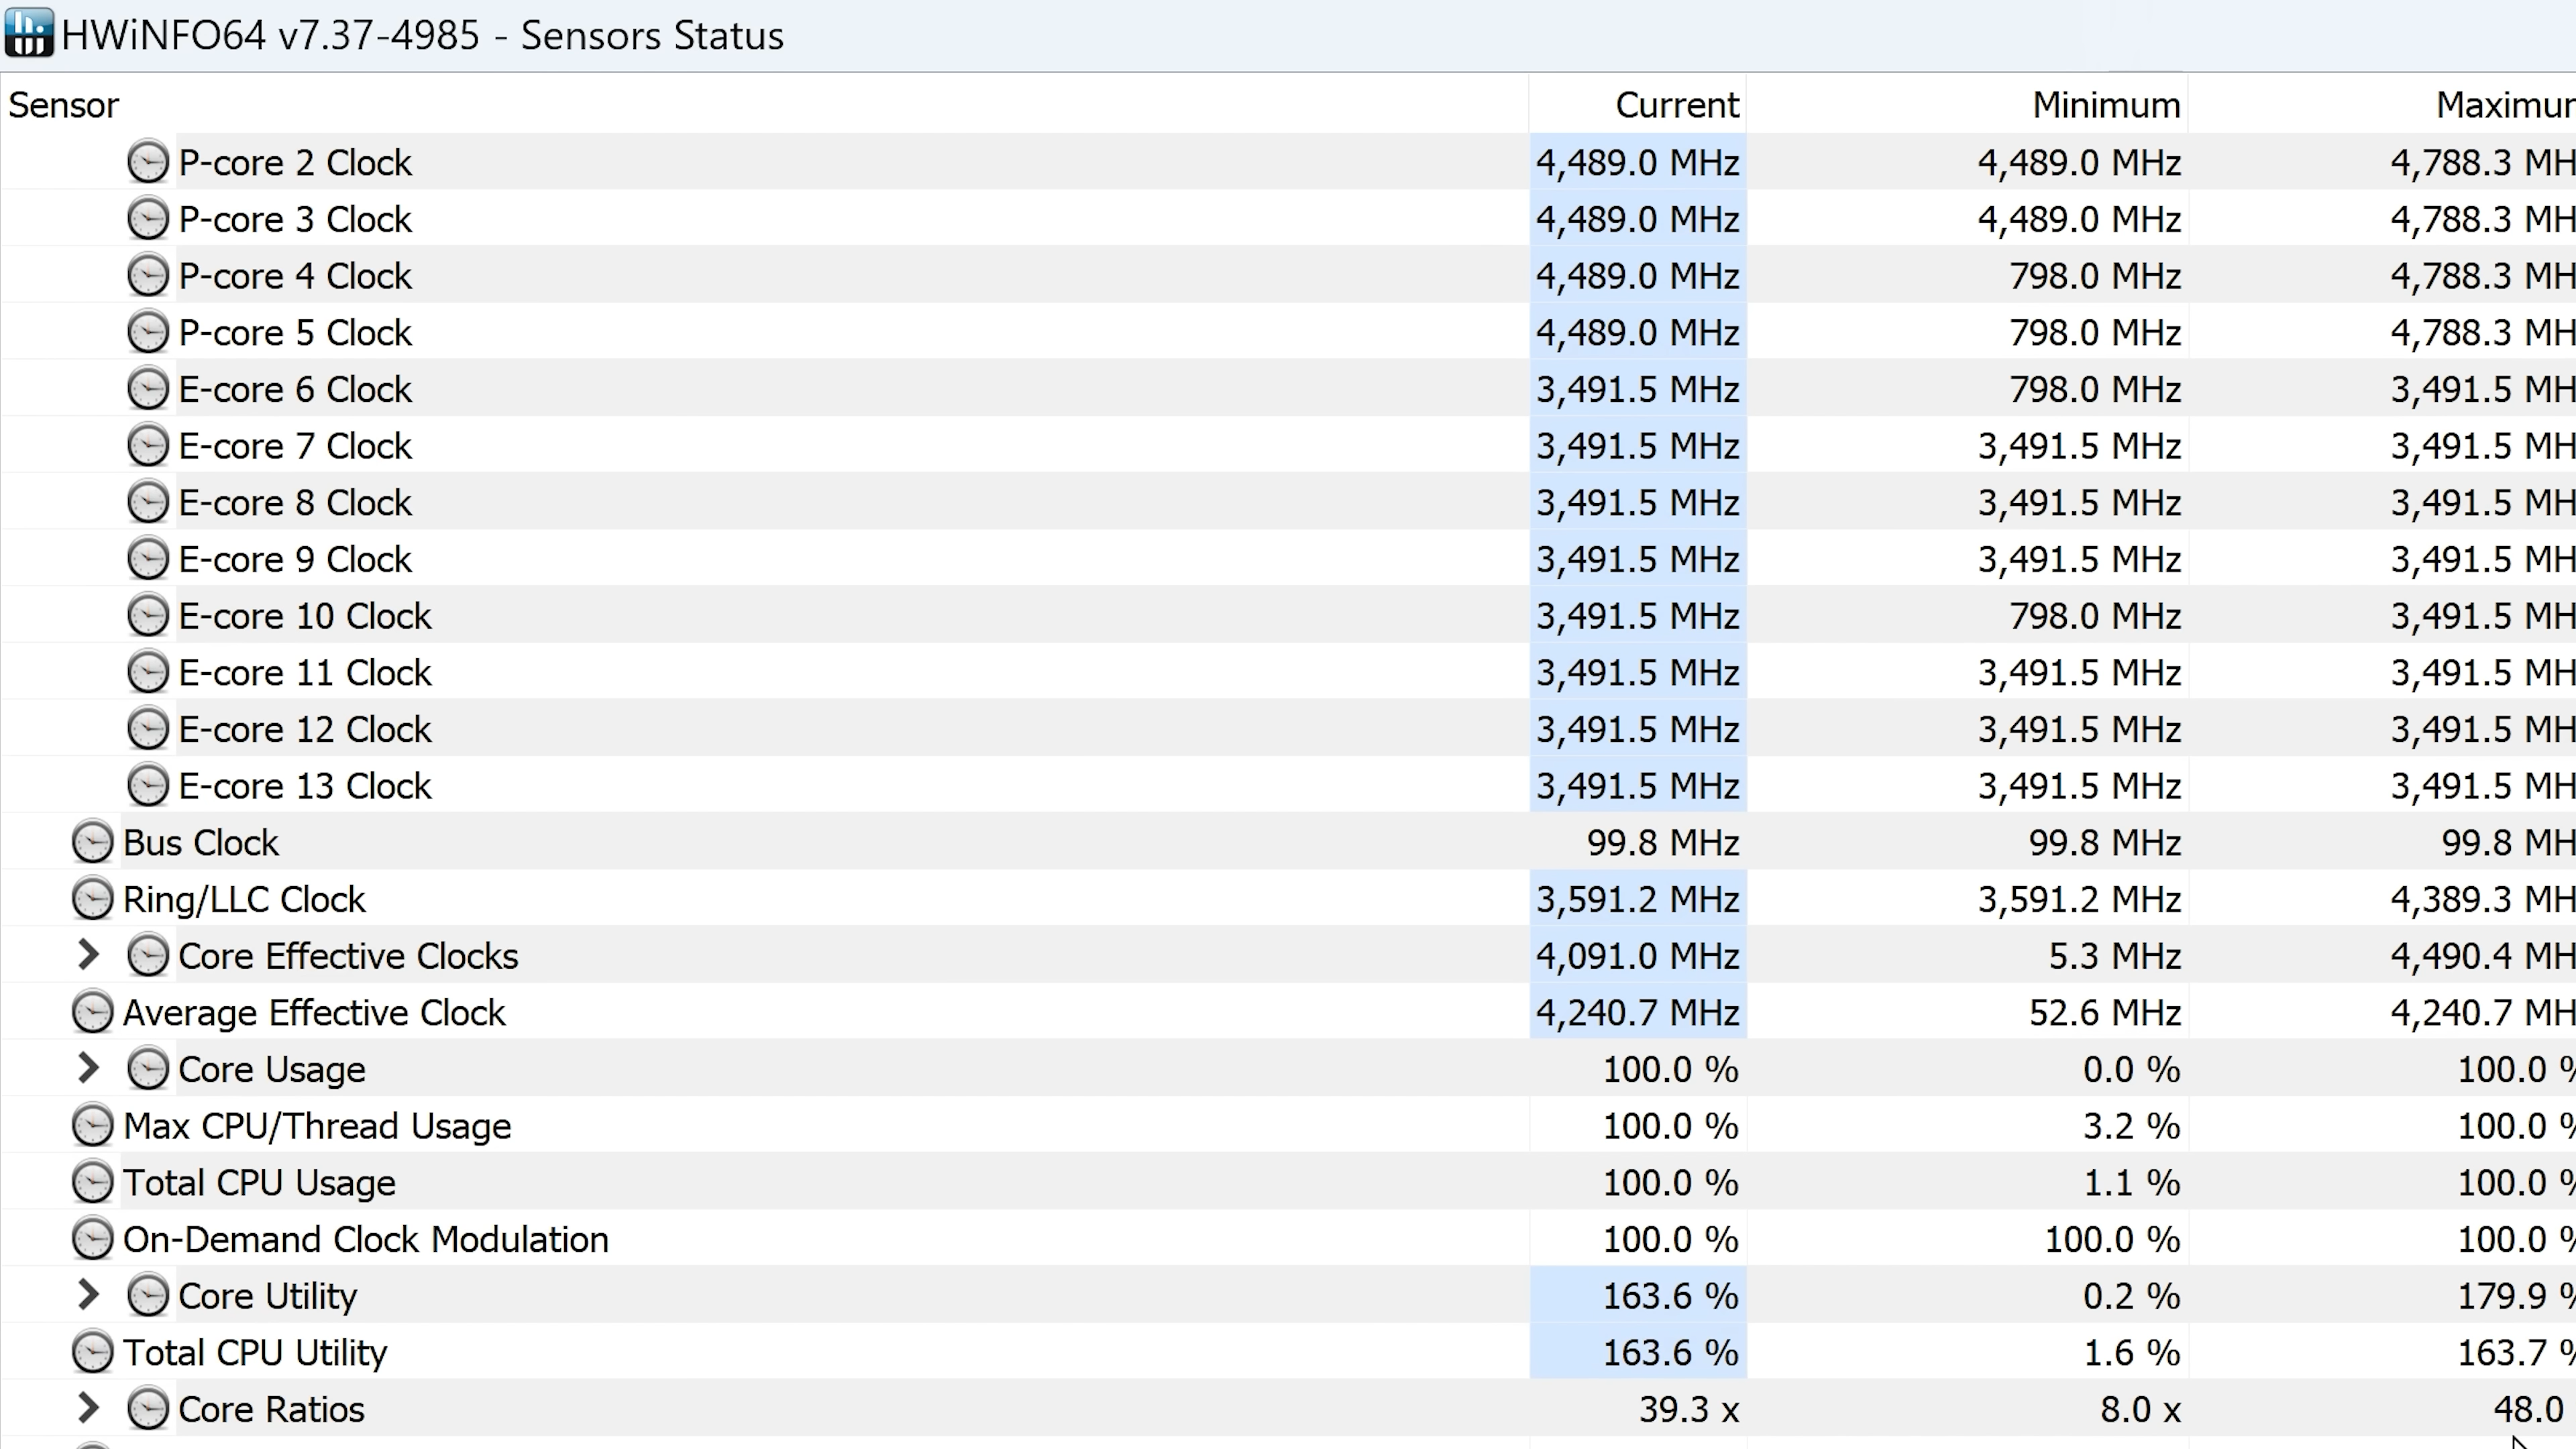 HWiNFO64 v7.37-4985 - Sensors Status
Sensor Current Minimum Maximum
P-core 2 Clock 4,489.0 MHz 4,489.0 MHz 4,788.3 MH
P-core 3 Clock 4,489.0 MHz 4,489.0 MHz 4,788.3 MH
P-core 4 Clock 4,489.0 MHz 798.0 MHz 4,788.3 MH
P-core 5 Clock 4,489.0 MHz 798.0 MHz 4,788.3 MH
E-core 6 Clock 3,491.5 MHz 798.0 MHz 3,491.5 MH
E-core 7 Clock 3,491.5 MHz 3,491.5 MHz 3,491.5 MH
E-core 8 Clock 3,491.5 MHz 3,491.5 MHz 3,491.5 MH
E-core 9 Clock 3,491.5 MHz 3,491.5 MHz 3,491.5 MH
E-core 10 Clock 3,491.5 MHz 798.0 MHz 3,491.5 MH
E-core 11 Clock 3,491.5 MHz 3,491.5 MHz 3,491.5 MH
E-core 12 Clock 3,491.5 MHz 3,491.5 MHz 3,491.5 MH
E-core 13 Clock 3,491.5 MHz 3,491.5 MHz 3,491.5 MH
Bus Clock 99.8 MHz 99.8 MHz 99.8 MH
Ring/LLC Clock 3,591.2 MHz 3,591.2 MHz 4,389.3 MH
Core Effective Clocks 4,091.0 MHz 5.3 MHz 4,490.4 MH
Average Effective Clock 4,240.7 MHz 52.6 MHz 4,240.7 MH
Core Usage 100.0 % 0.0 % 100.0 %
Max CPU/Thread Usage 100.0 % 3.2 % 100.0 %
Total CPU Usage 100.0 % 1.1 % 100.0 %
On-Demand Clock Modulation 100.0 % 100.0 % 100.0 %
Core Utility 163.6 % 0.2 % 179.9 %
Total CPU Utility 163.6 % 1.6 % 163.7 %
Core Ratios 39.3 x 8.0 x 48.0